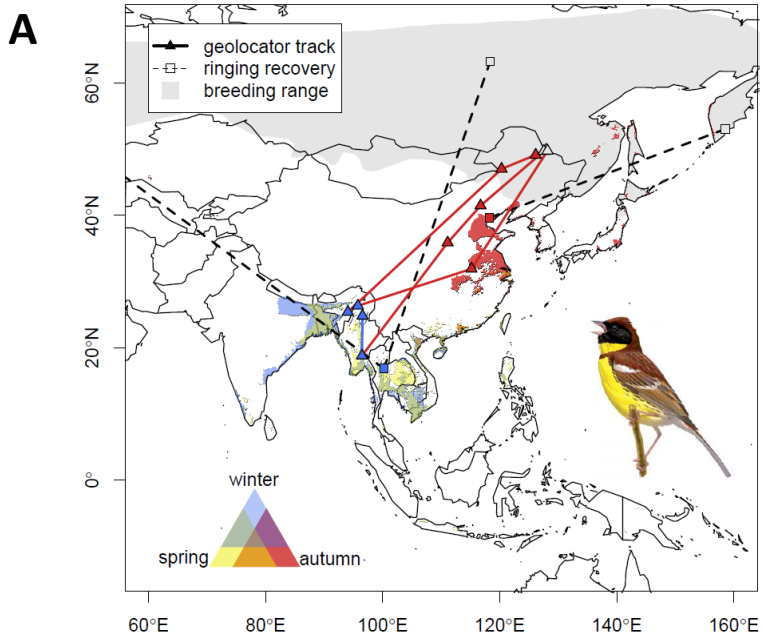 A
geolocator track
ringing recovery
breeding range
60°N
40°N
20°N
0°
winter
spring
autumn
60°E
80°E
100°E
120°E
140°E
160°E